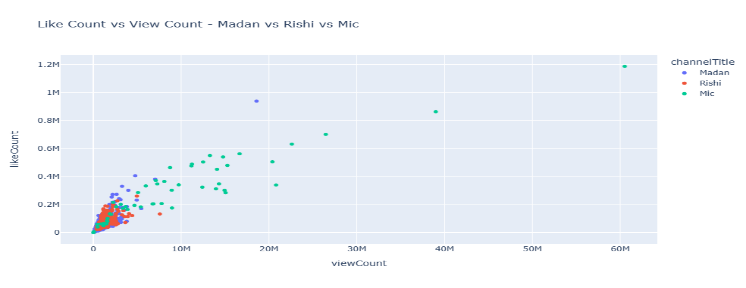 Like Count vs View Count - Madan vs Rishi vs Mic
channelTitle
Madan
Rishi
Mic
likeCount
1.2M
1M
0.8M
0.6M
0.4M
0.2M
0
0 10M 20M 30M 40M 50M 60M
viewCount